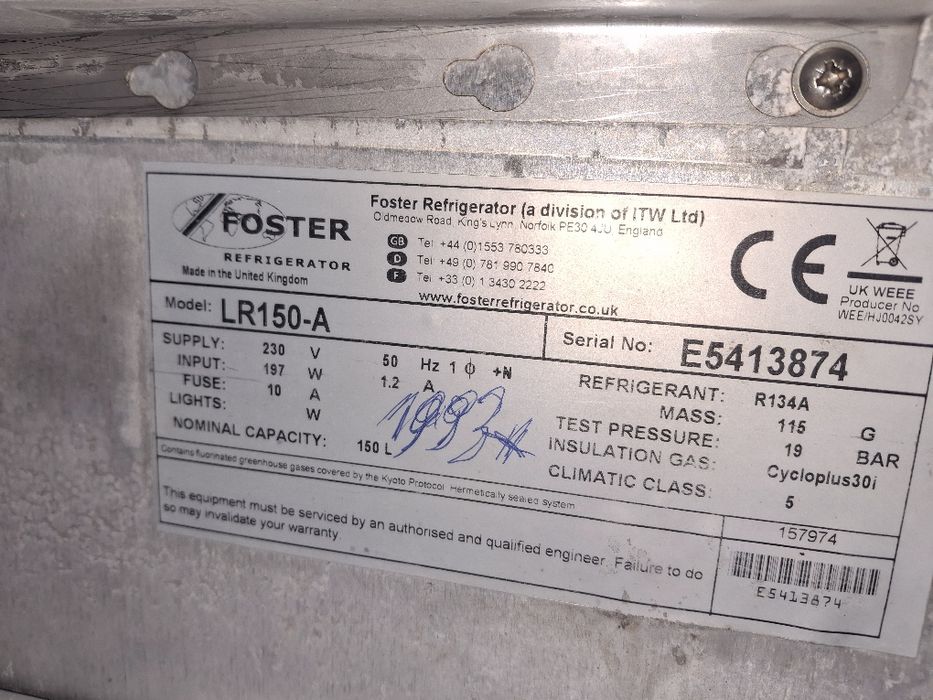 FOSTER
REFRIGERATOR
Made in the United Kingdom
Foster Refrigerator (a division of ITW Ltd)
Oldmedow Road, King's Lynn, Norfolk PE30 4JU, England
GB Tel +44 (0)1553 780333
D Tel +49 (0) 781 990 7840
F Tel +33 (0) 1 3430 2222
www.fosterrefrigerator.co.uk
CE
UK WEEE
Producer No
WEE/HJ0042SY
Model: LR150-A
Serial No: E5413874
SUPPLY: 230 V 50 Hz 1 ϕ +N
INPUT: 197 W 1.2 A
FUSE: 10 A
LIGHTS: W
NOMINAL CAPACITY: 150 L
REFRIGERANT: R134A
MASS: 115 G
TEST PRESSURE: 19 BAR
INSULATION GAS: Cycloplus30i
CLIMATIC CLASS: 5
Contains fluorinated greenhouse gases covered by the Kyoto Protocol. Hermetically sealed system
This equipment must be serviced by an authorised and qualified engineer. Failure to do
so may invalidate your warranty.
157974
E5413874